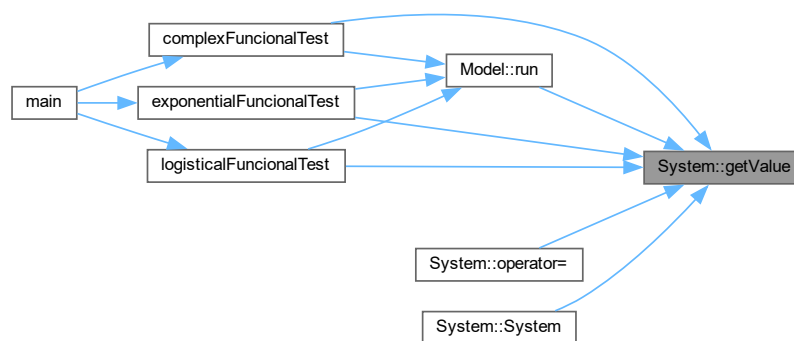 complexFuncionalTest
Model::run
main
exponentialFuncionalTest
logisticalFuncionalTest
System::getValue
System::operator=
System::System